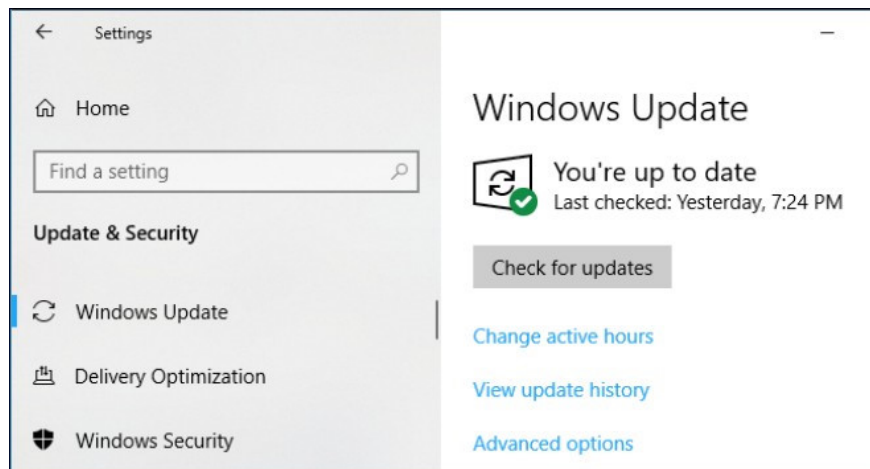 Settings
Home
Find a setting
Update & Security
Windows Update
Delivery Optimization
Windows Security
Windows Update
You're up to date
Last checked: Yesterday, 7:24 PM
Check for updates
Change active hours
View update history
Advanced options